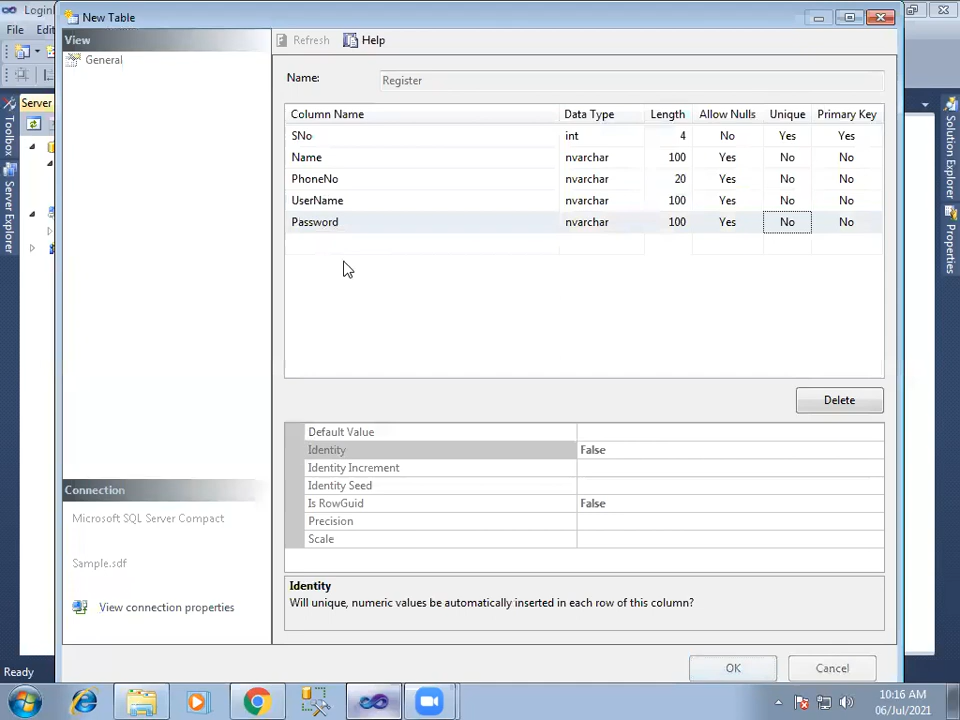 Login
New Table
File Edi
View
General
Refresh Help
Name: Register
Column Name Data Type Length Allow Nulls Unique Primary Key
SNo int 4 No Yes Yes
Name nvarchar 100 Yes No No
PhoneNo nvarchar 20 Yes No No
UserName nvarchar 100 Yes No No
Password nvarchar 100 Yes No No
Delete
Default Value
Identity False
Identity Increment
Identity Seed
Is RowGuid False
Precision
Scale
Identity
Will unique, numeric values be automatically inserted in each row of this column?
Connection
Microsoft SQL Server Compact
Sample.sdf
View connection properties
OK Cancel
Server
Toolbox
Server Explorer
Solution Explorer
Properties
Ready
10:16 AM
06/Jul/2021